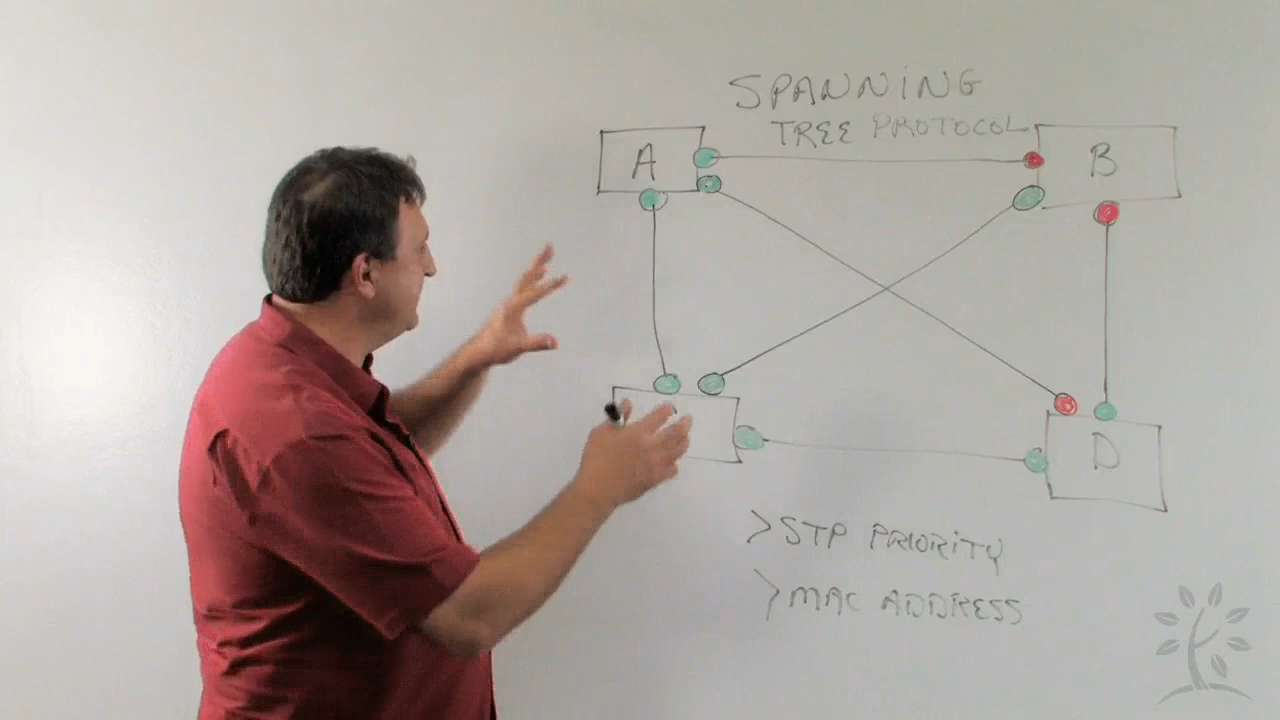 SPANNING
TREE PROTOCOL
A
B
D
>STP PRIORITY
>MAC ADDRESS